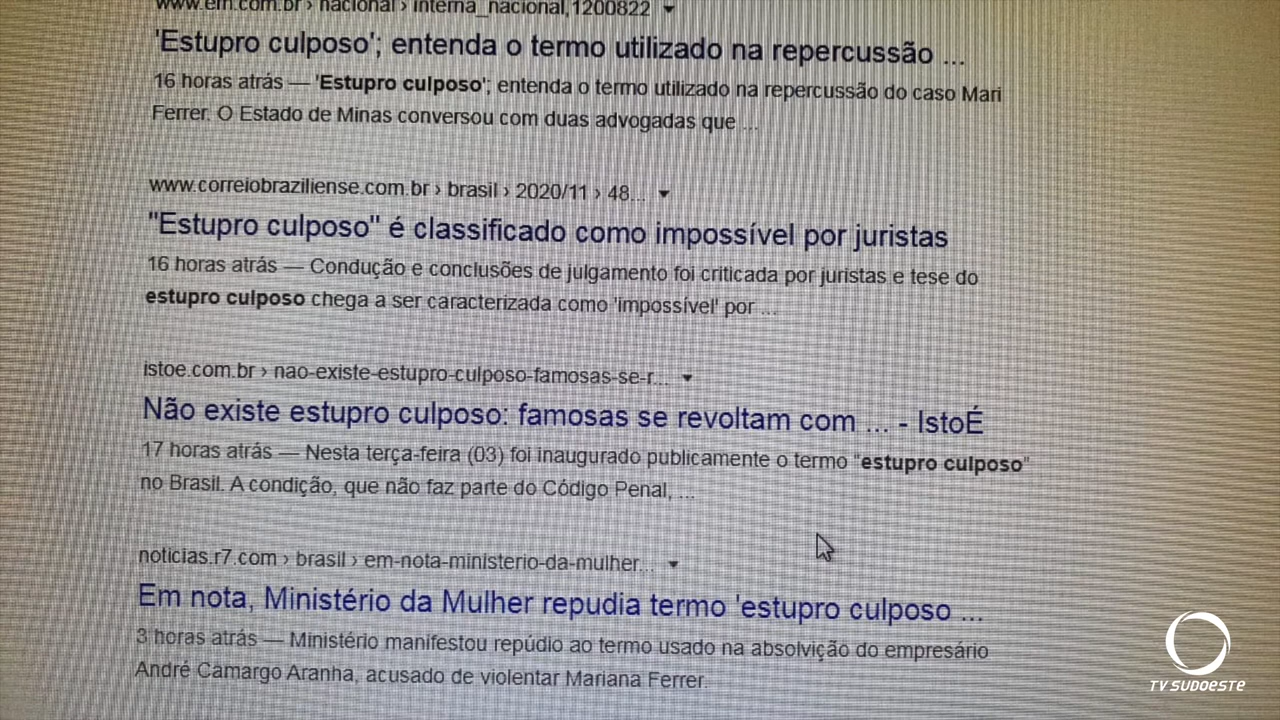 www.em.com.br › nacional › interna_nacional,1200822
'Estupro culposo'; entenda o termo utilizado na repercussão ...
16 horas atrás — 'Estupro culposo'; entenda o termo utilizado na repercussão do caso Mari
Ferrer. O Estado de Minas conversou com duas advogadas que ...
www.correiobraziliense.com.br › brasil › 2020/11 › 48...
"Estupro culposo" é classificado como impossível por juristas
16 horas atrás — Condução e conclusões de julgamento foi criticada por juristas e tese do
estupro culposo chega a ser caracterizada como 'impossível' por ...
istoe.com.br › nao-existe-estupro-culposo-famosas-se-r...
Não existe estupro culposo: famosas se revoltam com ... - IstoÉ
17 horas atrás — Nesta terça-feira (03) foi inaugurado publicamente o termo "estupro culposo"
no Brasil. A condição, que não faz parte do Código Penal, ...
noticias.r7.com › brasil › em-nota-ministerio-da-mulher...
Em nota, Ministério da Mulher repudia termo 'estupro culposo ...
3 horas atrás — Ministério manifestou repúdio ao termo usado na absolvição do empresário
André Camargo Aranha, acusado de violentar Mariana Ferrer.
TV SUDOESTE